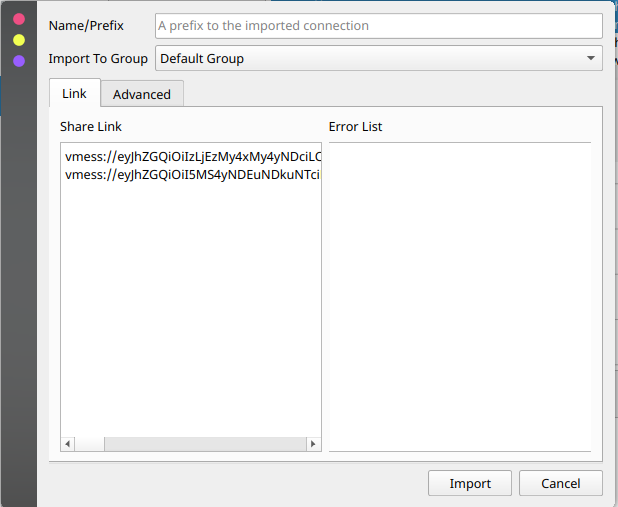 Name/Prefix
A prefix to the imported connection
Import To Group
Default Group
Link
Advanced
Share Link
Error List
vmess://eyJhZGQiOiIzLjEzMy4xMy4yNDciLC
vmess://eyJhZGQiOiI5MS4yNDEuNDkuNTci
Import
Cancel